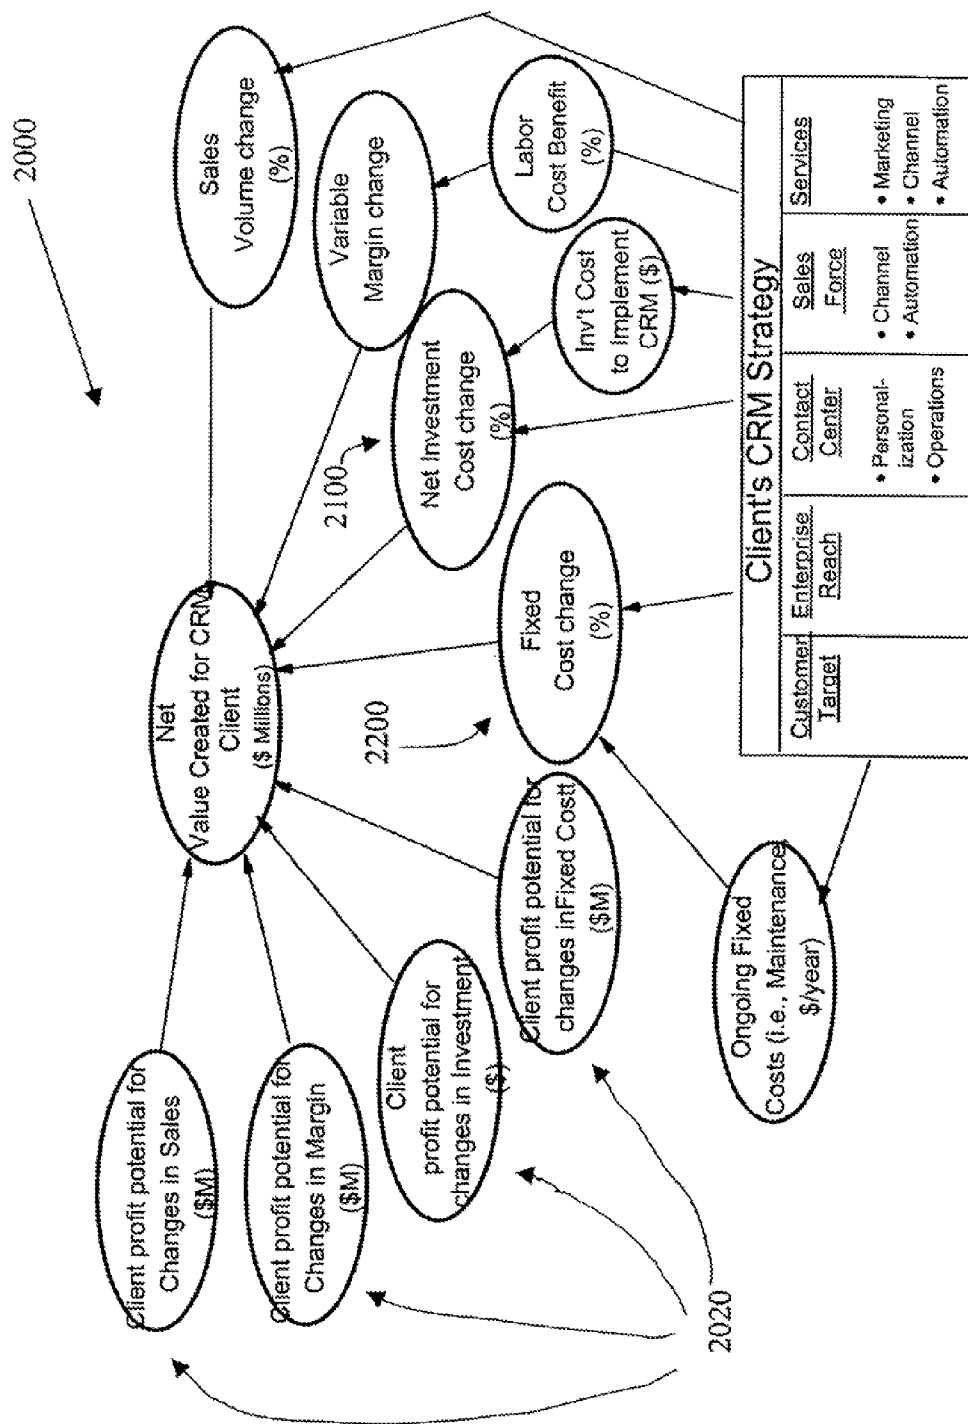 2000
Net
Value Created for CRM
Client
($ Millions)
Client profit potential for
Changes in Sales
($M)
Client profit potential for
Changes in Margin
($M)
Client
profit potential for
changes in Investment
($)
Client profit potential for
changes inFixed Costt
($M)
2020
Sales
Volume change
(%)
Variable
Margin change
2100
Net Investment
Cost change
(%)
2200
Fixed
Cost change
(%)
Labor
Cost Benefit
(%)
Inv't Cost
to Implement
CRM ($)
Ongoing Fixed
Costs (i.e., Maintenance
$/year)
Client's CRM Strategy
Customer
Target
Enterprise
Reach
Contact
Center
• Personal-
ization
• Operations
Sales
Force
• Channel
• Automation
Services
• Marketing
• Channel
• Automation